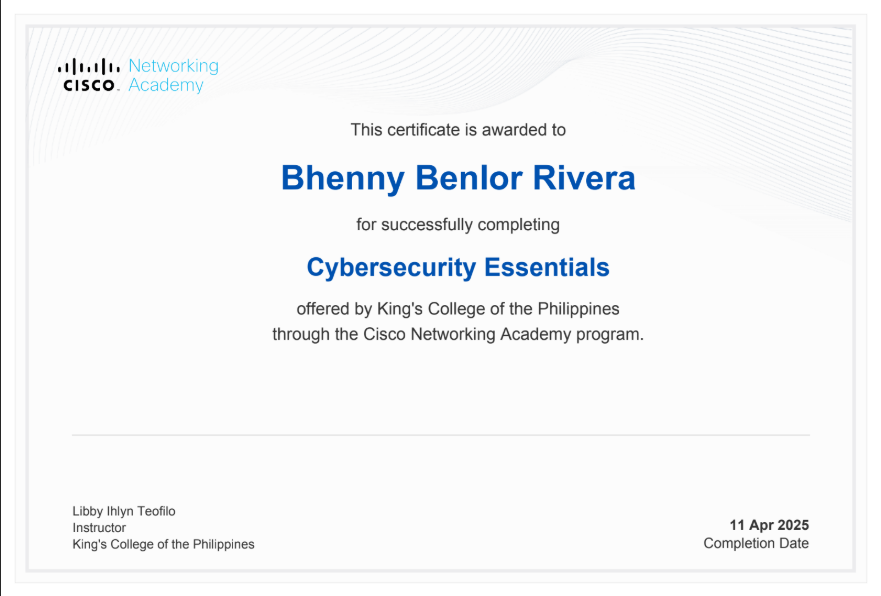 Networking
CISCO. Academy
This certificate is awarded to
Bhenny Benlor Rivera
for successfully completing
Cybersecurity Essentials
offered by King's College of the Philippines
through the Cisco Networking Academy program.
Libby Ihlyn Teofilo
Instructor
King's College of the Philippines
11 Apr 2025
Completion Date